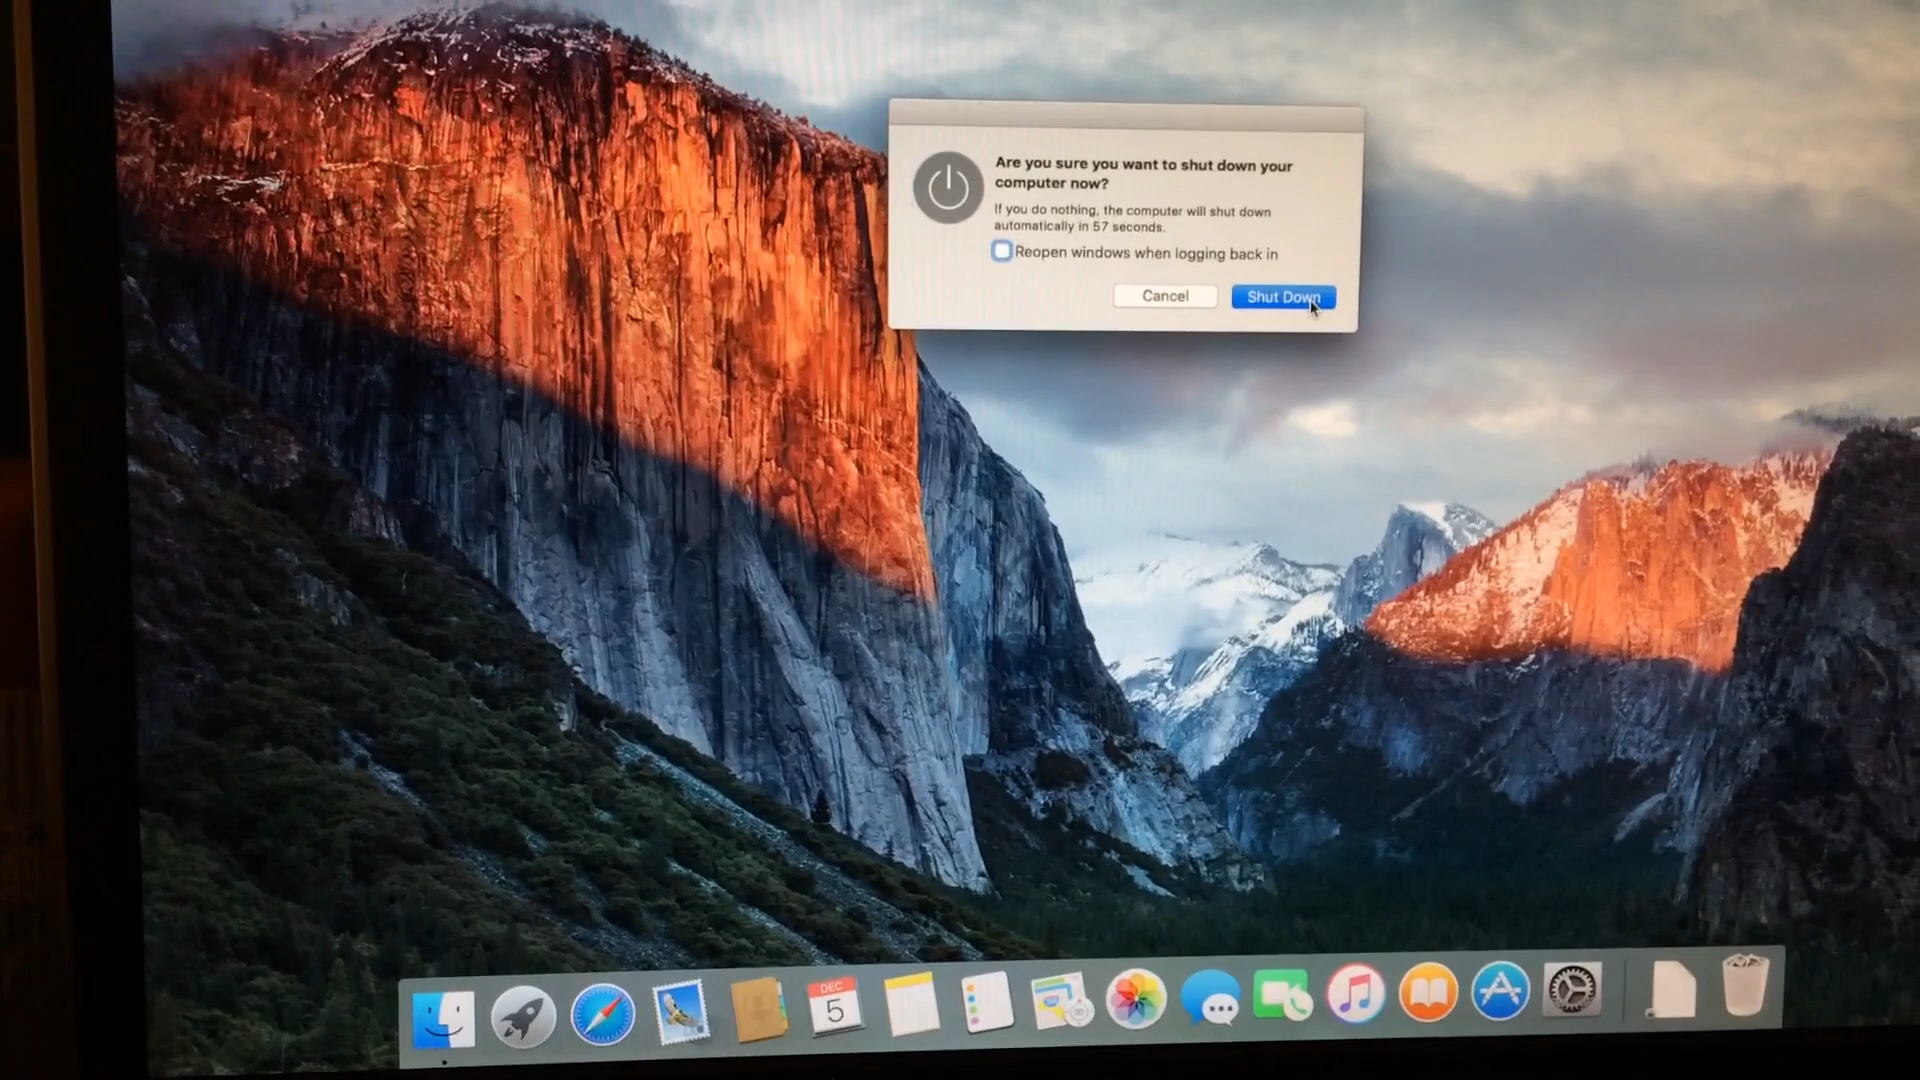 Are you sure you want to shut down your
computer now?
If you do nothing, the computer will shut down
automatically in 57 seconds.
Reopen windows when logging back in
Cancel
Shut Down
DEC
5
3D